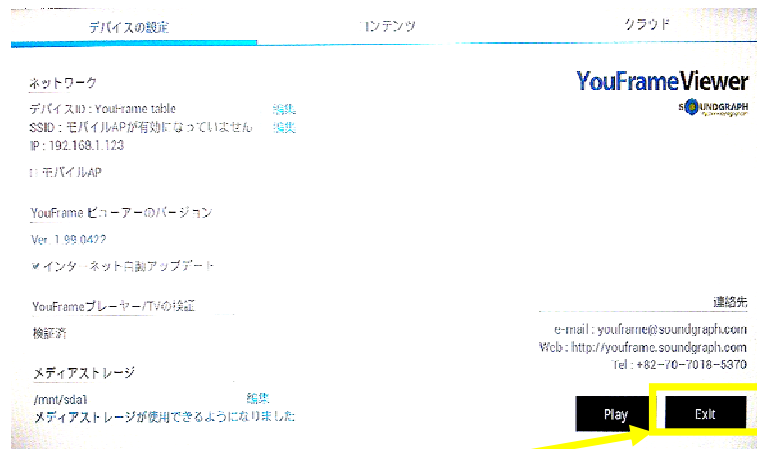 デバイスの設定
コンテンツ
クラウド
ネットワーク
デバイスID : YouFrame table 編集
SSID : モバイルAPが有効になっていません 編集
IP : 192.168.1.123
モバイルAP
YouFrame ビューアーのバージョン
Ver. 1.99.0422
インターネット自動アップデート
YouFrameプレーヤー/TVの検証
検証済
メディアストレージ
/mnt/sda1 編集
メディアストレージが使用できるようになりました
YouFrameViewer
SOUNDGRAPH
連絡先
e-mail : youframe@soundgraph.com
Web : http://youframe.soundgraph.com
Tel : +82-70-7018-5370
Play
Exit